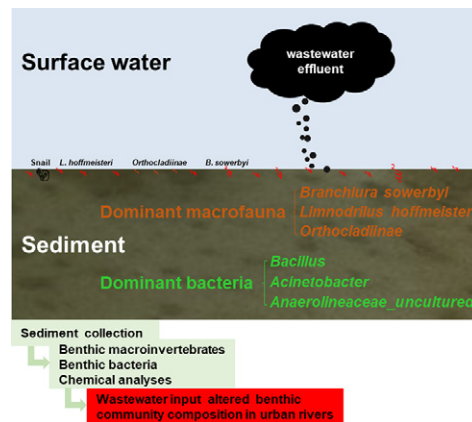 wastewater
effluent
Surface water
Snail L. hoffmeisteri Orthocladiinae B. sowerbyi
Branchiura sowerbyi
Dominant macrofauna Limnodrilus hoffmeisteri
Orthocladiinae
Sediment
Bacillus
Dominant bacteria Acinetobacter
Anaerolineaceae_uncultured
Sediment collection
Benthic macroinvertebrates
Benthic bacteria
Chemical analyses
Wastewater input altered benthic
community composition in urban rivers